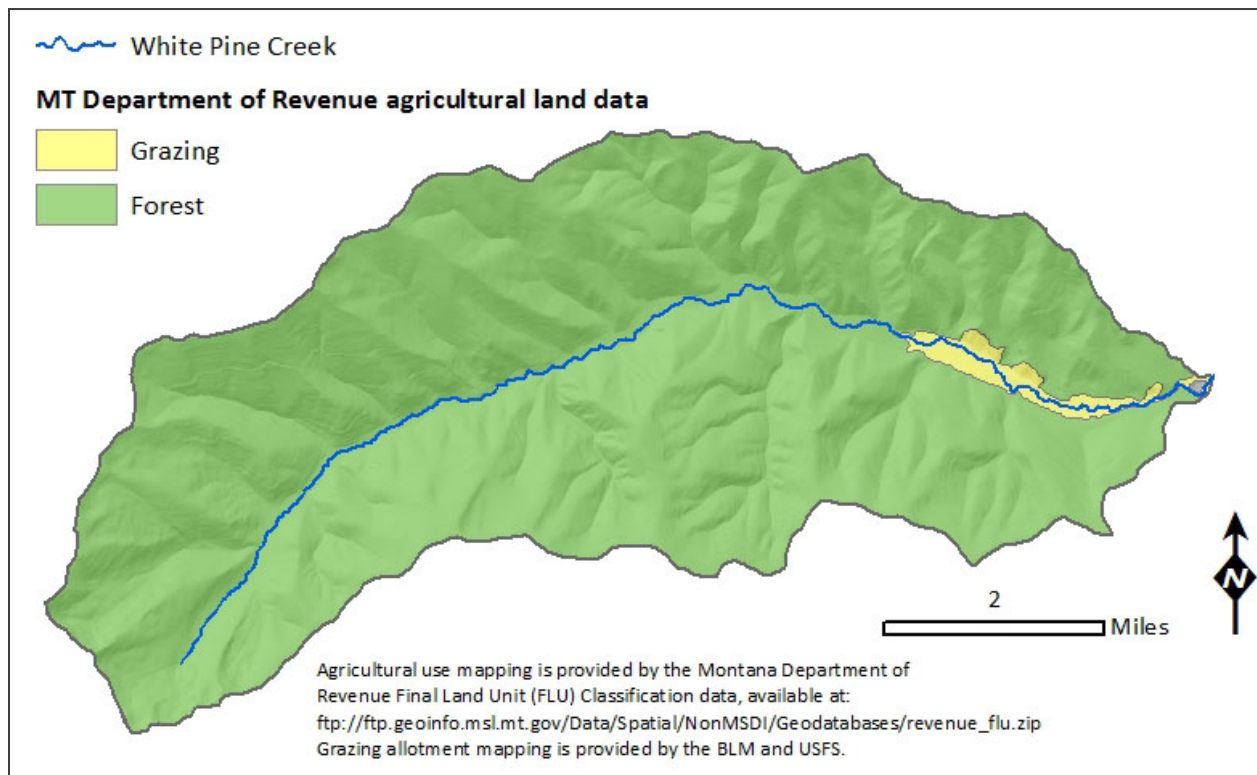 White Pine Creek
MT Department of Revenue agricultural land data
Grazing
Forest
N
2
Miles
Agricultural use mapping is provided by the Montana Department of
Revenue Final Land Unit (FLU) Classification data, available at:
ftp://ftp.geoinfo.msl.mt.gov/Data/Spatial/NonMSDI/Geodatabases/revenue_flu.zip
Grazing allotment mapping is provided by the BLM and USFS.